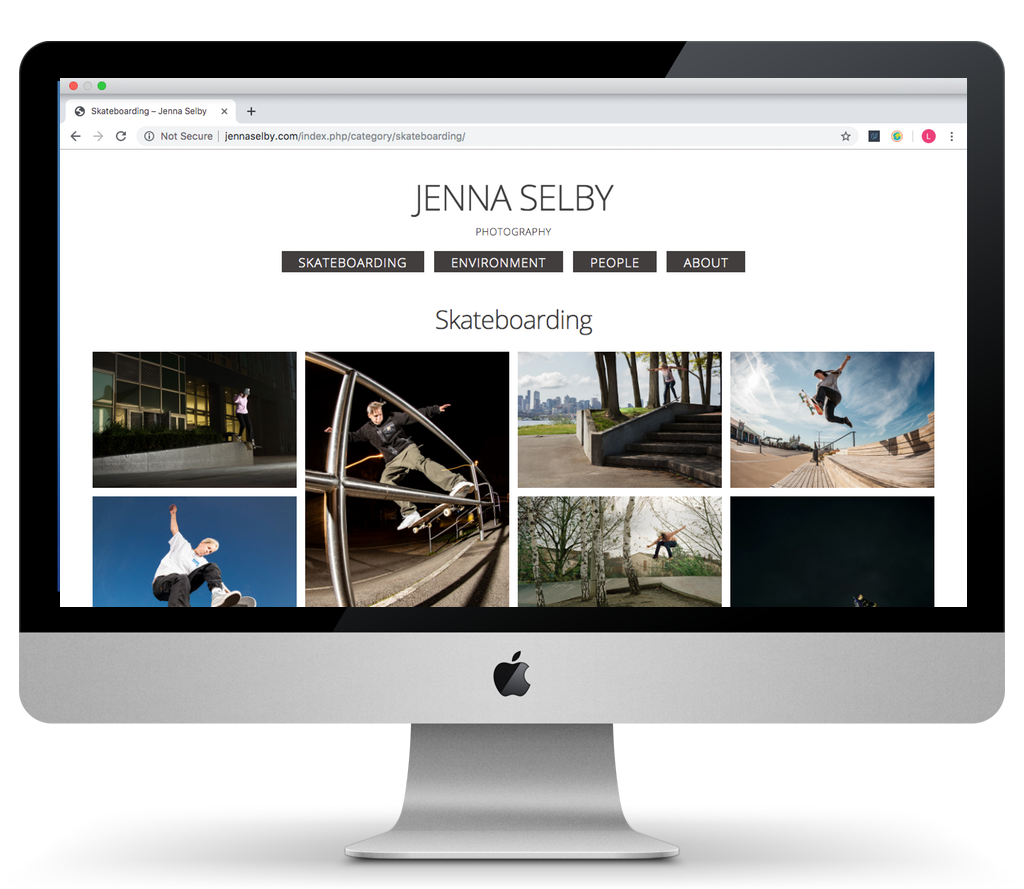 Skateboarding – Jenna Selby
Not Secure | jennaselby.com/index.php/category/skateboarding/
L
JENNA SELBY
PHOTOGRAPHY
SKATEBOARDING ENVIRONMENT PEOPLE ABOUT
Skateboarding